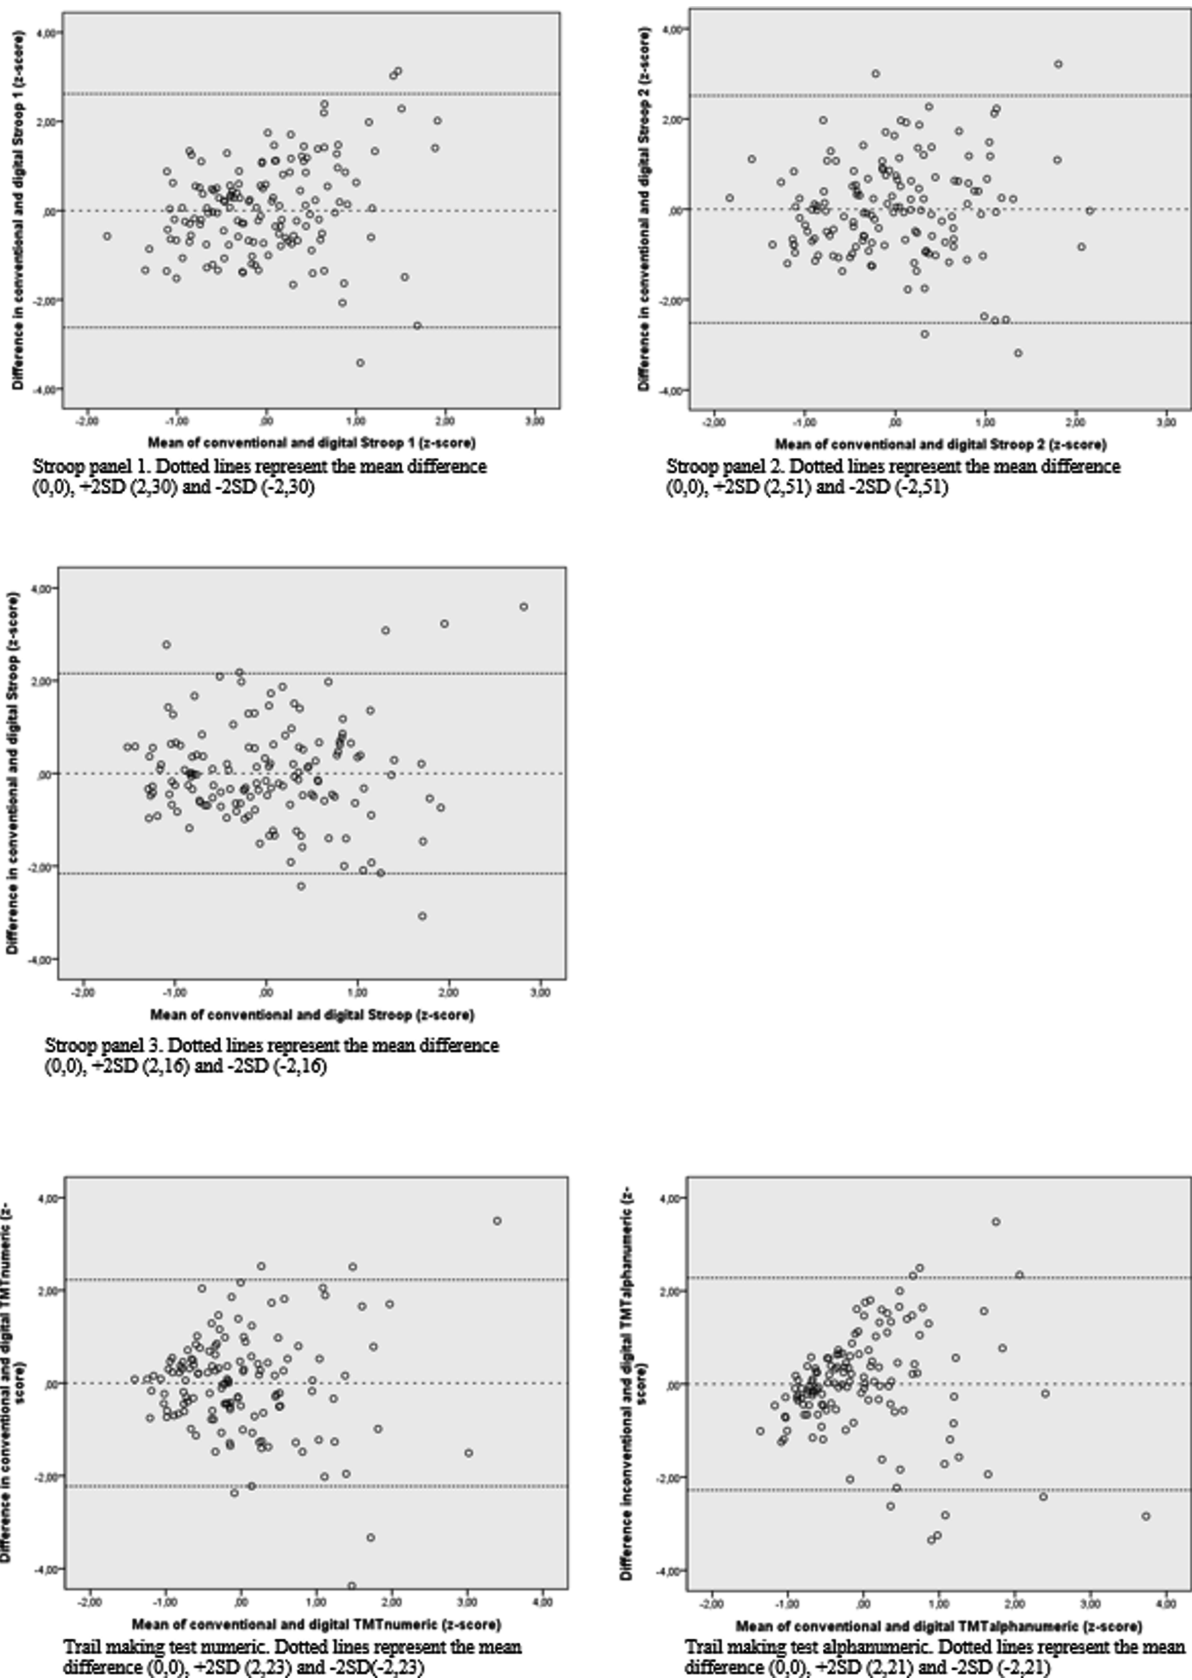 Difference in conventional and digital Stroop 1 (z-score)
4,00
2,00
,00
-2,00
-4,00
-2,00 -1,00 ,00 1,00 2,00 3,00
Mean of conventional and digital Stroop 1 (z-score)
Stroop panel 1. Dotted lines represent the mean difference
(0,0), +2SD (2,30) and -2SD (-2,30)
Difference in conventional and digital Stroop 2 (z-score)
4,00
2,00
,00
-2,00
-4,00
-2,00 -1,00 ,00 1,00 2,00 3,00
Mean of conventional and digital Stroop 2 (z-score)
Stroop panel 2. Dotted lines represent the mean difference
(0,0), +2SD (2,51) and -2SD (-2,51)
Difference in conventional and digital Stroop (z-score)
4,00
2,00
,00
-2,00
-4,00
-2,00 -1,00 ,00 1,00 2,00 3,00
Mean of conventional and digital Stroop (z-score)
Stroop panel 3. Dotted lines represent the mean difference
(0,0), +2SD (2,16) and -2SD (-2,16)
Difference in conventional and digital TMTnumeric (z-
score)
4,00
2,00
,00
-2,00
-4,00
-2,00 -1,00 ,00 1,00 2,00 3,00 4,00
Mean of conventional and digital TMTnumeric (z-score)
Trail making test numeric. Dotted lines represent the mean
difference (0,0), +2SD (2,23) and -2SD(-2,23)
Difference inconventional and digital TMTalphanumeric (z-
score)
4,00
2,00
,00
-2,00
-4,00
-2,00 -1,00 ,00 1,00 2,00 3,00 4,00
Mean of conventional and digital TMTalphanumeric (z-score)
Trail making test alphanumeric. Dotted lines represent the mean
difference (0,0), +2SD (2,21) and -2SD (-2,21)